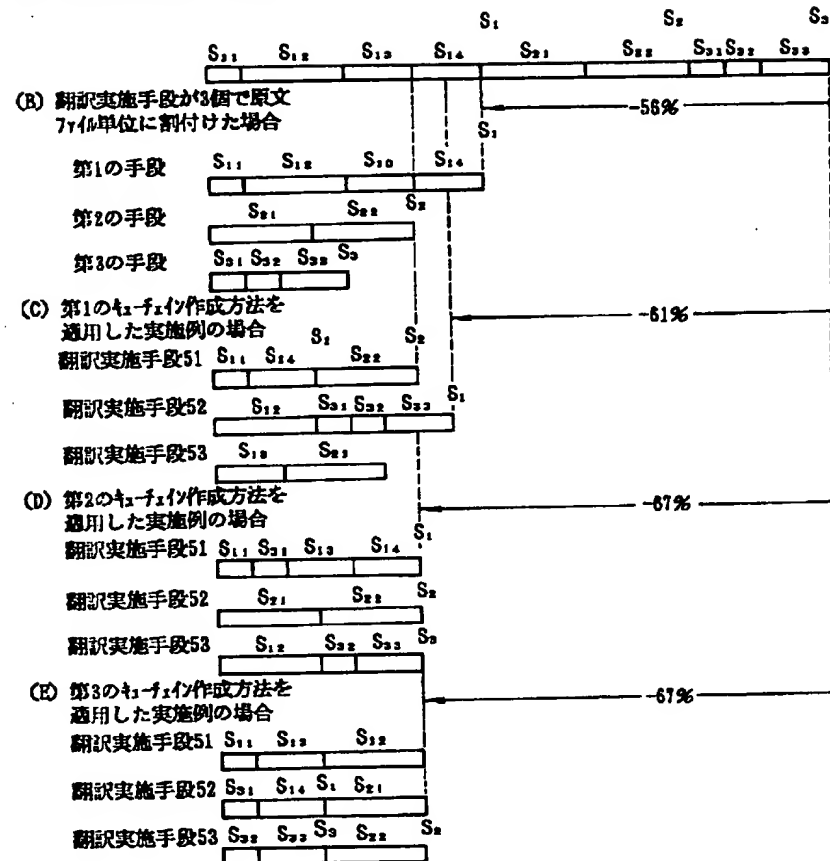 S₁ S₂ S₃
S₁₁ S₁₂ S₁₃ S₁₄ S₂₁ S₂₂ S₃₁ S₃₂ S₃₃
(B) 翻訳実施手段が3個で原文
ファイル単位に割付けた場合
-56%
S₁
第1の手段 S₁₁ S₁₂ S₁₃ S₁₄
第2の手段 S₂₁ S₂₂ S₂
第3の手段 S₃₁ S₃₂ S₃₃ S₃
(C) 第1のキューチェイン作成方法を
適用した実施例の場合
-61%
翻訳実施手段51 S₁₁ S₁₄ S₂₂ S₂
翻訳実施手段52 S₁₂ S₃₁ S₃₂ S₃₃ S₁
翻訳実施手段53 S₁₃ S₂₁
(D) 第2のキューチェイン作成方法を
適用した実施例の場合
-67%
翻訳実施手段51 S₁₁ S₃₁ S₁₃ S₁₄ S₁
翻訳実施手段52 S₂₁ S₂₂ S₂
翻訳実施手段53 S₁₂ S₃₂ S₃₃ S₃
(E) 第3のキューチェイン作成方法を
適用した実施例の場合
-67%
翻訳実施手段51 S₁₁ S₁₃ S₁₂
翻訳実施手段52 S₃₁ S₁₄ S₁ S₂₁
翻訳実施手段53 S₃₂ S₃₃ S₃ S₂₂ S₂